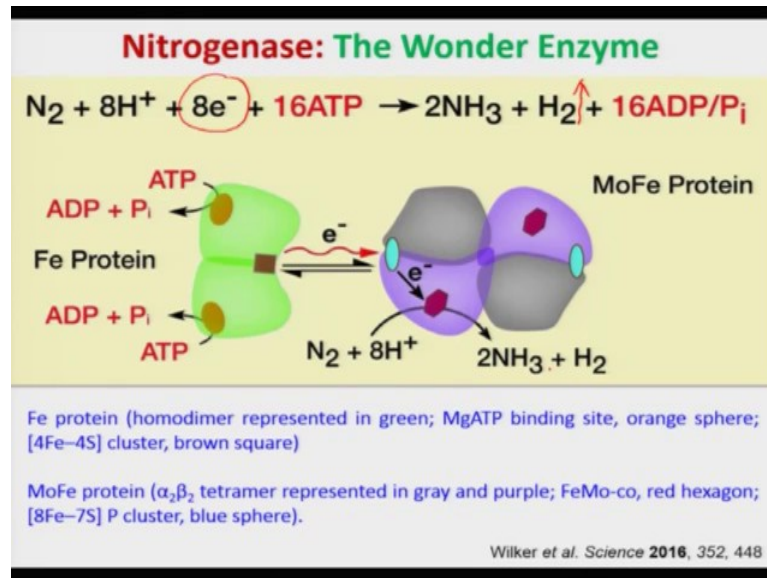 Nitrogenase: The Wonder Enzyme
N₂ + 8H⁺ + 8e⁻ + 16ATP → 2NH₃ + H₂ + 16ADP/Pᵢ
ATP
ADP + Pᵢ
Fe Protein
ADP + Pᵢ
ATP
e⁻
e⁻
MoFe Protein
N₂ + 8H⁺
2NH₃ + H₂
Fe protein (homodimer represented in green; MgATP binding site, orange sphere;
[4Fe–4S] cluster, brown square)
MoFe protein (α₂β₂ tetramer represented in gray and purple; FeMo-co, red hexagon;
[8Fe–7S] P cluster, blue sphere).
Wilker et al. Science 2016, 352, 448